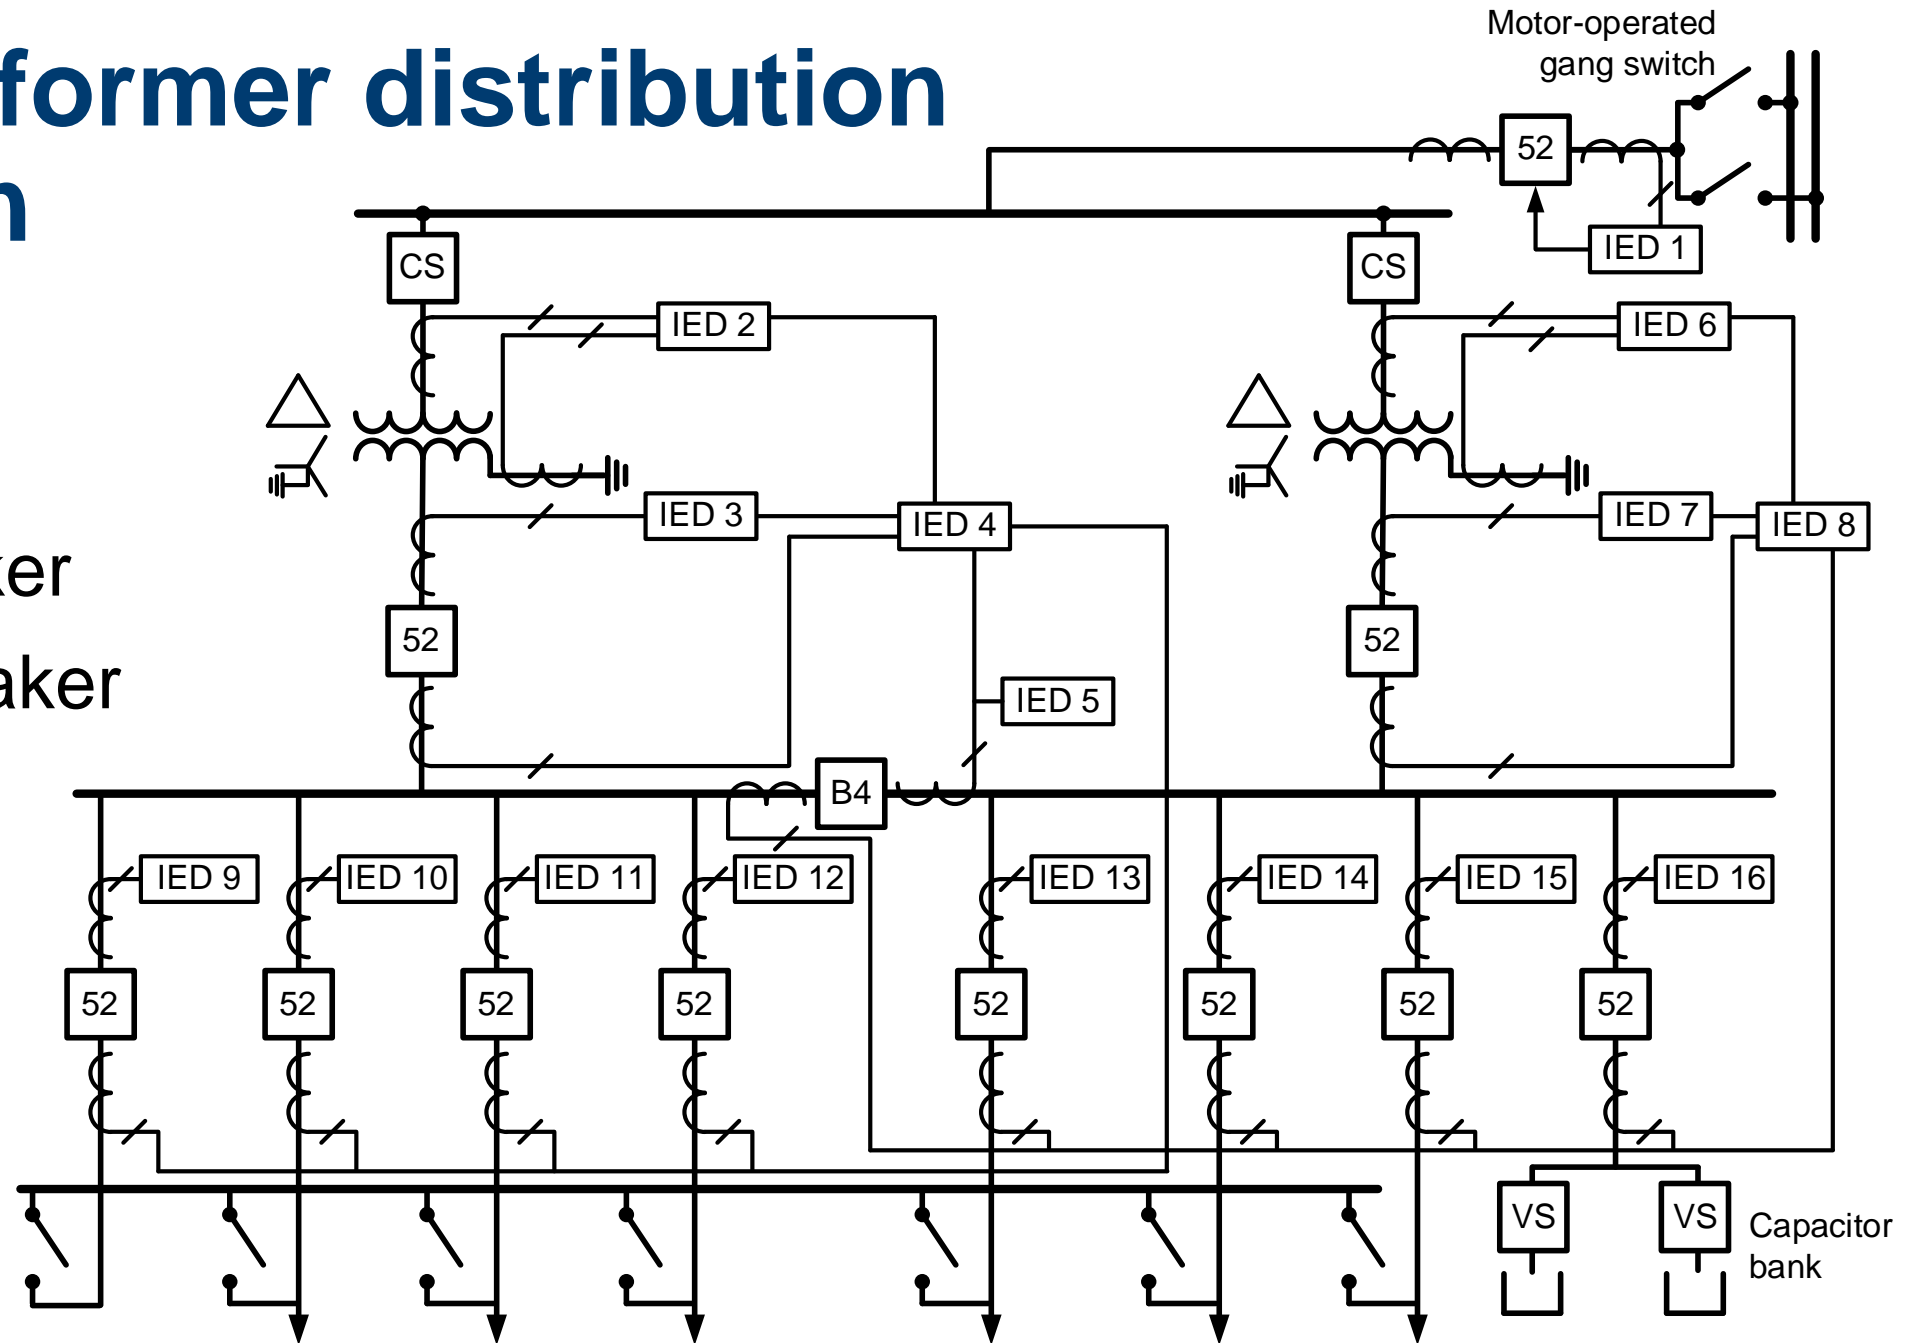 former distribution
n
ker
aker
Motor-operated
gang switch
52
IED 1
CS
CS
IED 2
IED 6
IED 3
IED 4
IED 7
IED 8
52
52
IED 5
B4
IED 9
IED 10
IED 11
IED 12
IED 13
IED 14
IED 15
IED 16
52
52
52
52
52
52
52
52
VS
VS
Capacitor
bank